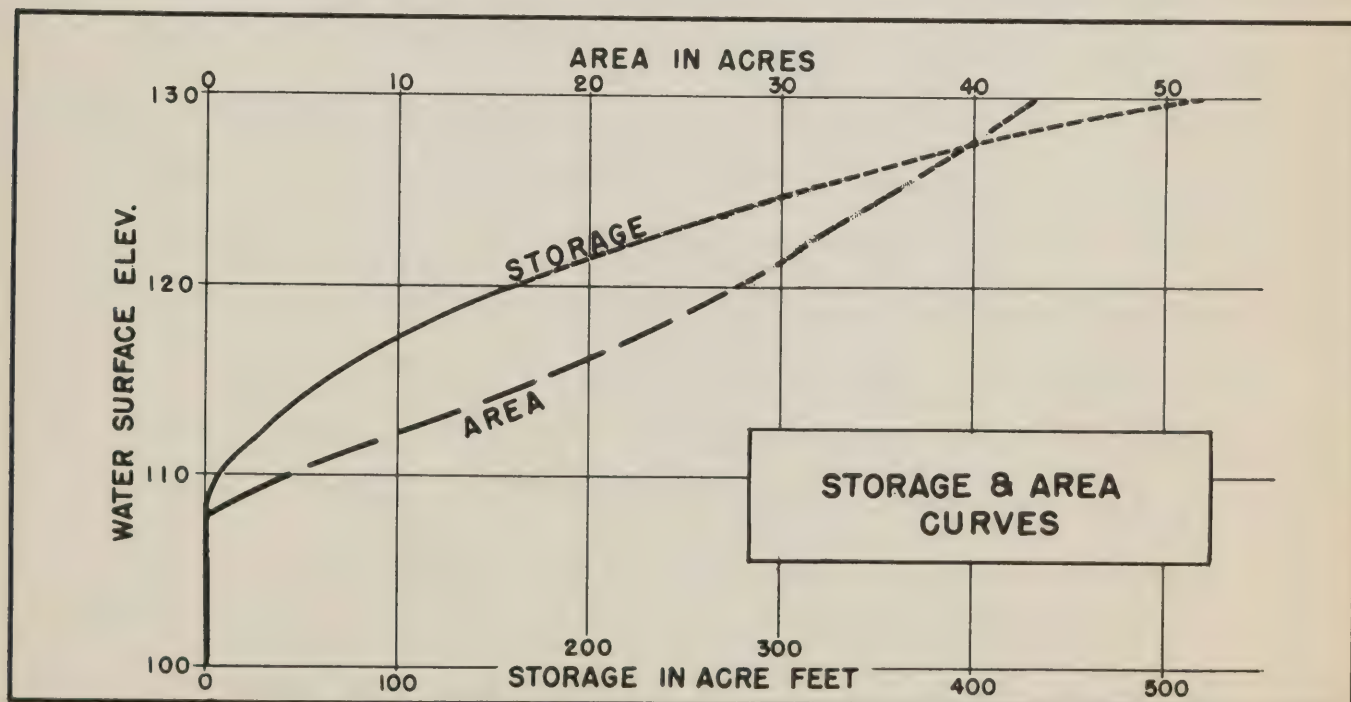 AREA IN ACRES
0 10 20 30 40 50
130
120
110
100
WATER SURFACE ELEV.
STORAGE
AREA
STORAGE & AREA
CURVES
0 100 200 300 400 500
STORAGE IN ACRE FEET